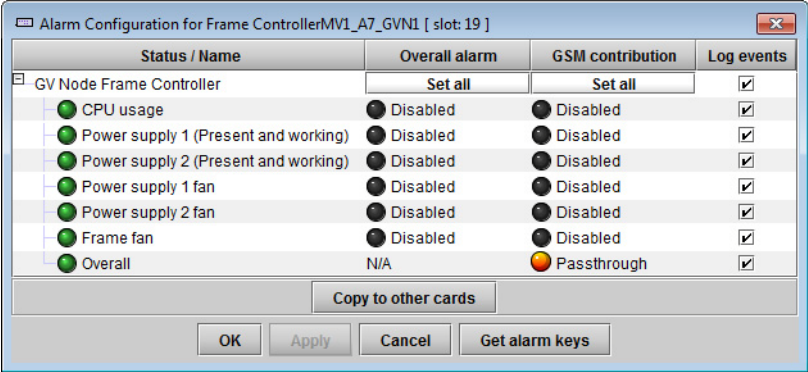 Alarm Configuration for Frame ControllerMV1_A7_GVN1 [ slot: 19 ]
Status / Name Overall alarm GSM contribution Log events
GV Node Frame Controller Set all Set all
CPU usage Disabled Disabled
Power supply 1 (Present and working) Disabled Disabled
Power supply 2 (Present and working) Disabled Disabled
Power supply 1 fan Disabled Disabled
Power supply 2 fan Disabled Disabled
Frame fan Disabled Disabled
Overall N/A Passthrough
Copy to other cards
OK Apply Cancel Get alarm keys